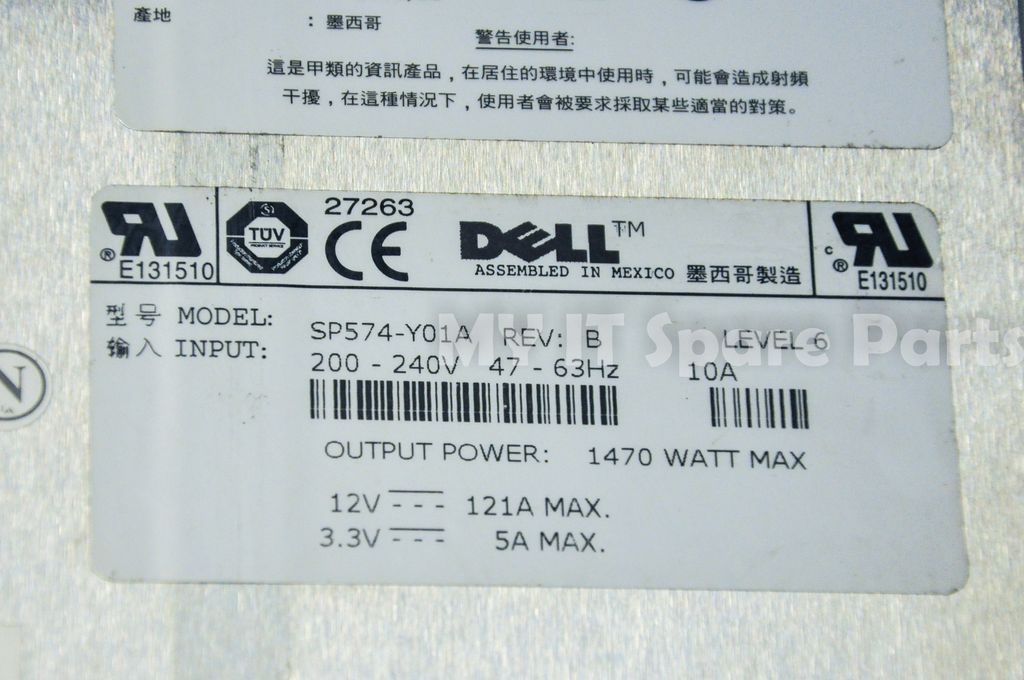 產地 : 墨西哥
警告使用者:
這是甲類的資訊產品，在居住的環境中使用時，可能會造成射頻
干擾，在這種情況下，使用者會被要求採取某些適當的對策。
RU
® E131510
TÜV
PRODUCT SERVICE
27263
CE
DELL™
ASSEMBLED IN MEXICO 墨西哥製造
c RU
® E131510
型号 MODEL: SP574-Y01A REV: B LEVEL 6
输入 INPUT: 200 - 240V 47 - 63Hz 10A
MY IT Spare Parts
OUTPUT POWER: 1470 WATT MAX
12V 121A MAX.
3.3V 5A MAX.
N